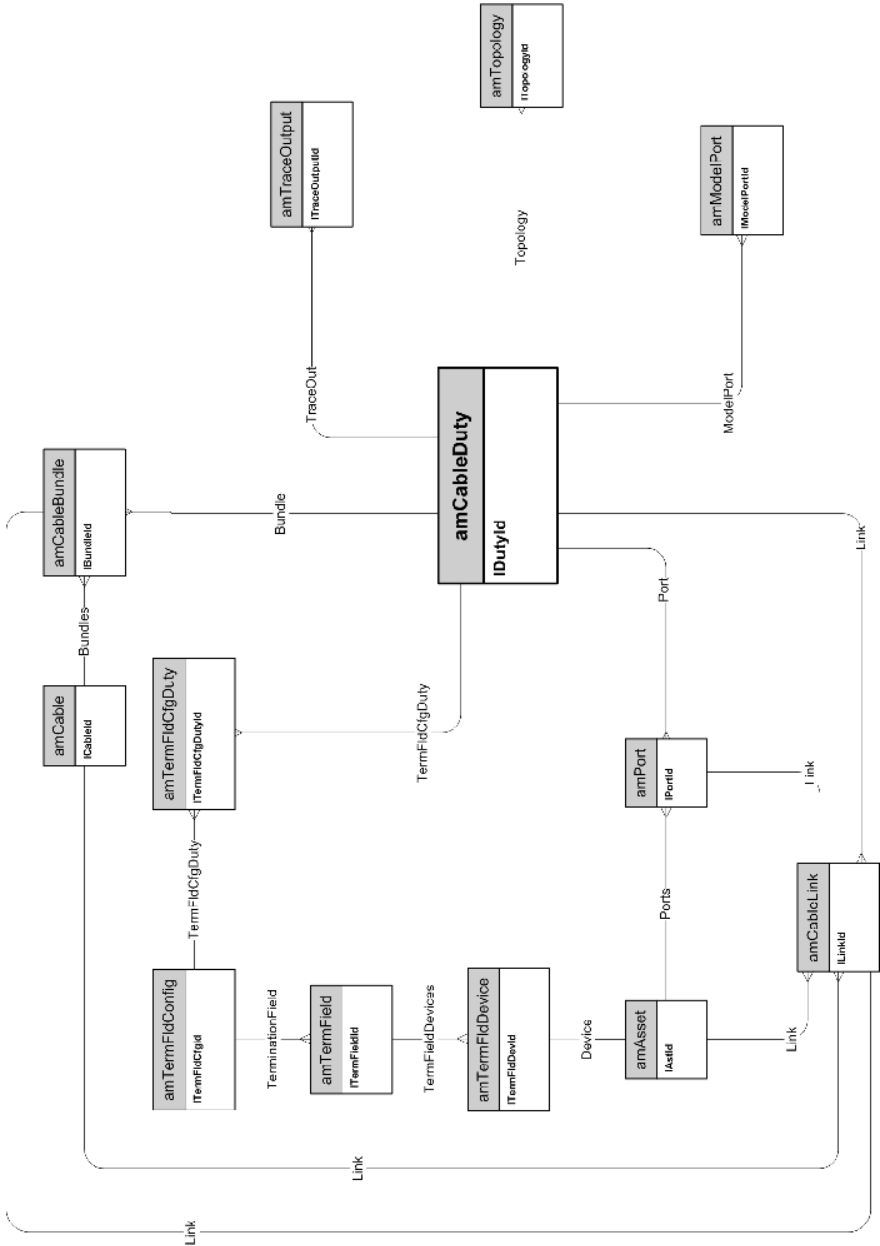 amCable
lCableId
Bundles
amCableBundle
lBundleId
Link
amTermFldConfig
lTermFldCfgid
TermFldCfgDuty
amTermFldCfgDuty
lTermFldCfgDutyId
TerminationField
Bundle
amTraceOutput
lTraceOutputId
amTermField
lTermFieldId
TraceOut
Link
TermFieldDevices
TermFldCfgDuty
amTermFldDevice
lTermFldDevId
amCableDuty
lDutyId
amTopology
lTopologyId
Topology
Device
amAsset
lAstId
Ports
amPort
lPortId
Port
amModelPort
lModelPortId
ModelPort
Link
Link
amCableLink
lLinkId
Link